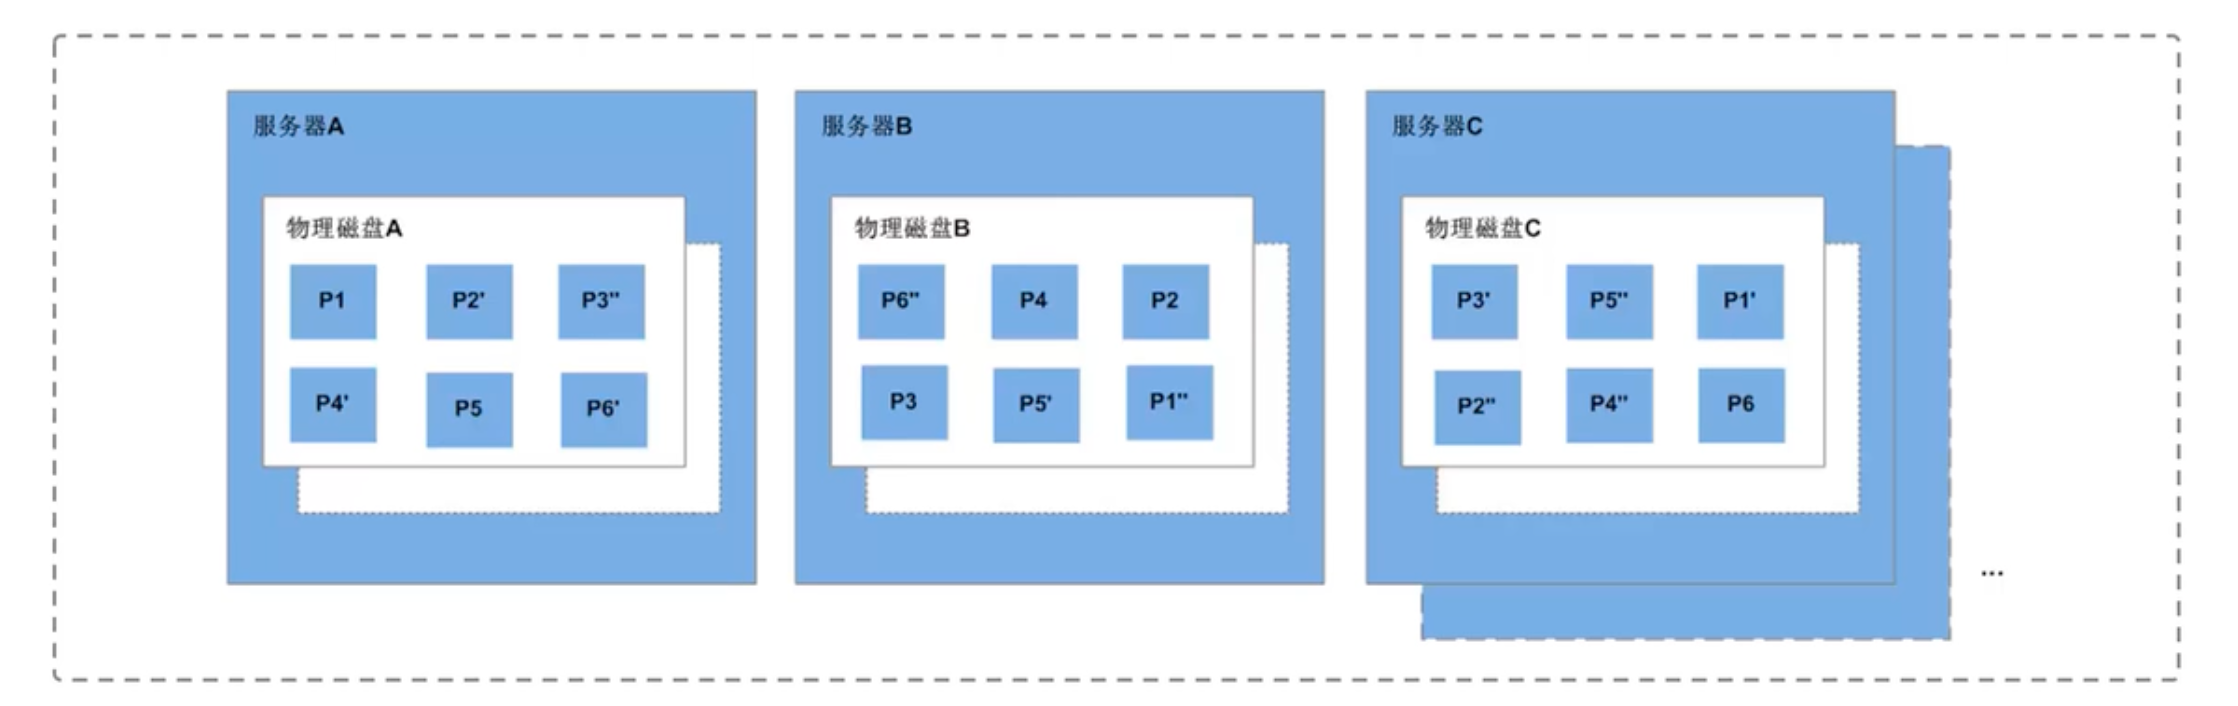 服务器A
物理磁盘A
P1 P2' P3"
P4' P5 P6'
服务器B
物理磁盘B
P6" P4 P2
P3 P5' P1"
服务器C
物理磁盘C
P3' P5" P1'
P2" P4" P6
...